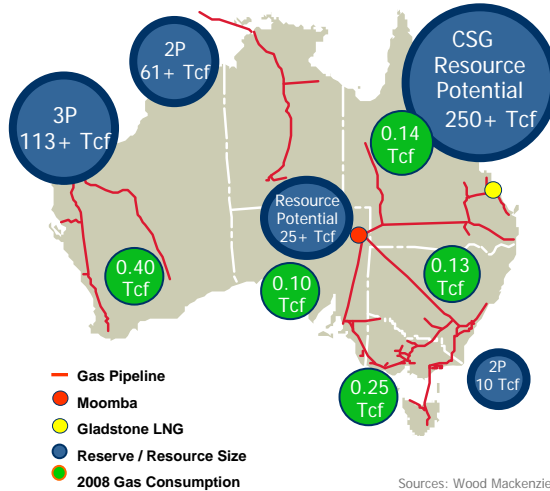 2P
61+ Tcf
CSG
Resource
Potential
250+ Tcf
3P
113+ Tcf
0.14
Tcf
Resource
Potential
25+ Tcf
0.40
Tcf
0.10
Tcf
0.13
Tcf
0.25
Tcf
2P
10 Tcf
Gas Pipeline
Moomba
Gladstone LNG
Reserve / Resource Size
2008 Gas Consumption
Sources: Wood Mackenzie